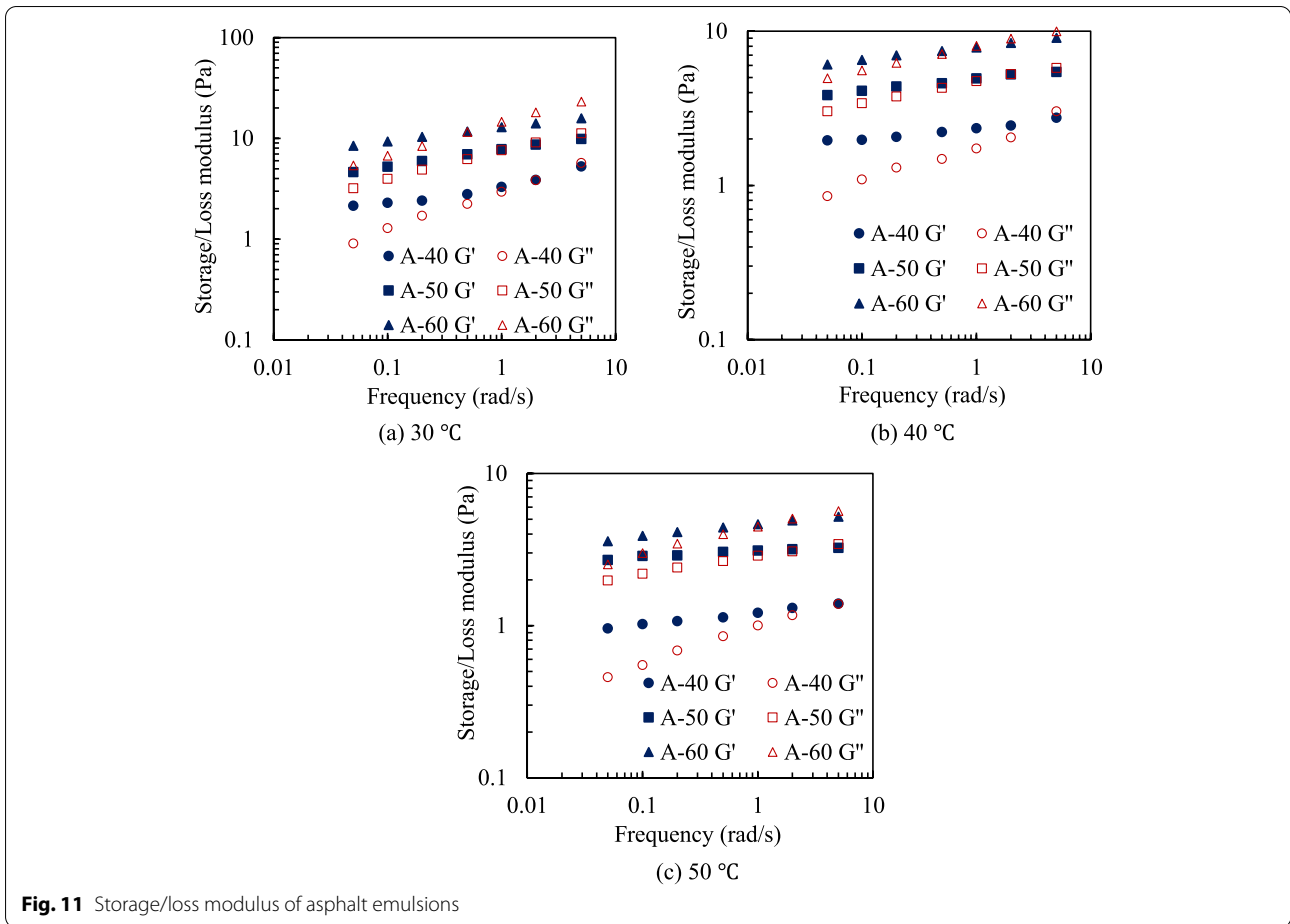 100
10
1
0.1
Storage/Loss modulus (Pa)
A-40 G' A-40 G"
A-50 G' A-50 G"
A-60 G' A-60 G"
0.01 0.1 1 10
Frequency (rad/s)
(a) 30 ℃
10
1
0.1
Storage/Loss modulus (Pa)
A-40 G' A-40 G"
A-50 G' A-50 G"
A-60 G' A-60 G"
0.01 0.1 1 10
Frequency (rad/s)
(b) 40 ℃
10
1
0.1
Storage/Loss modulus (Pa)
A-40 G' A-40 G"
A-50 G' A-50 G"
A-60 G' A-60 G"
0.01 0.1 1 10
Frequency (rad/s)
(c) 50 ℃
Fig. 11 Storage/loss modulus of asphalt emulsions